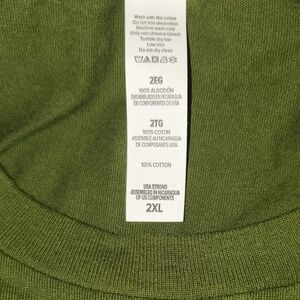 Wash with like colors
Do not iron decoration
Machine wash cold
Only non chlorine bleach
Tumble dry low
Low iron
Do not dry clean
2EG
100% ALGODÓN
ENSAMBLADO EN NICARAGUA
DE COMPONENTES DE USA
2TG
100% COTON
ASSEMBLÉ AU NICARAGUA
DE COMPOSANTS USA
100% COTTON
USA STRONG
ASSEMBLED IN NICARAGUA
OF US COMPONENTS
2XL